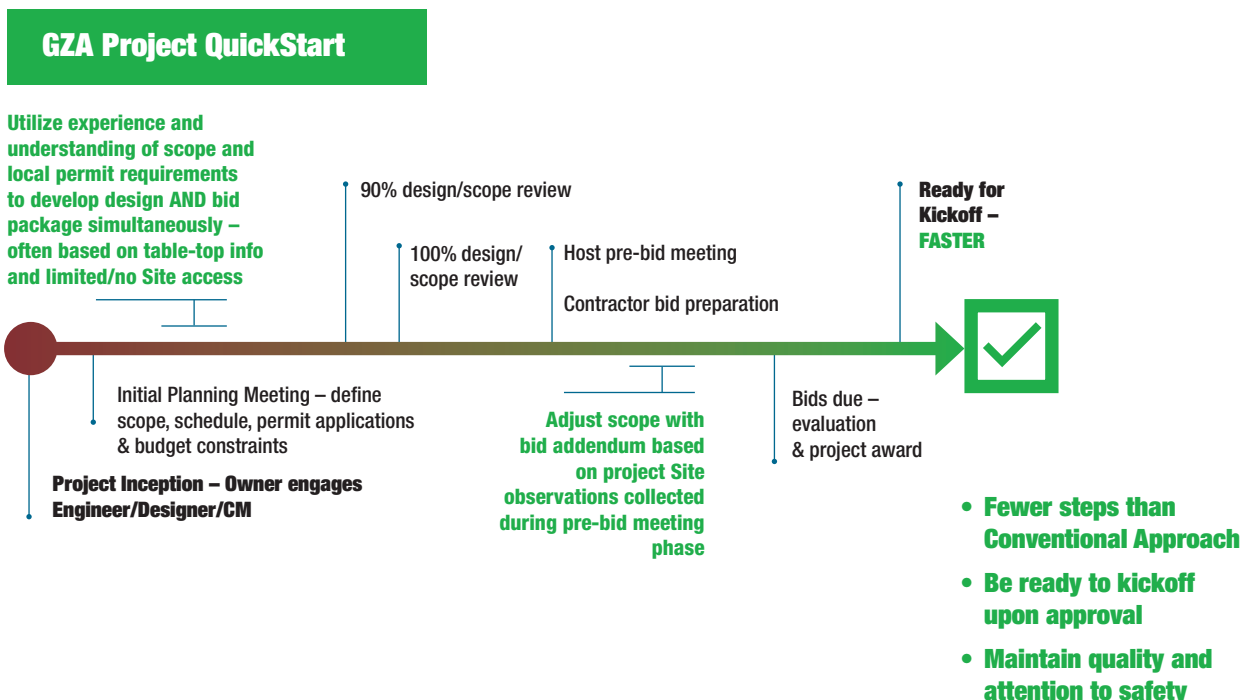 GZA Project QuickStart
Utilize experience and
understanding of scope and
local permit requirements
to develop design AND bid
package simultaneously –
often based on table-top info
and limited/no Site access
90% design/scope review
100% design/
scope review
Host pre-bid meeting
Contractor bid preparation
Ready for
Kickoff –
FASTER
Initial Planning Meeting – define
scope, schedule, permit applications
& budget constraints
Project Inception – Owner engages
Engineer/Designer/CM
Adjust scope with
bid addendum based
on project Site
observations collected
during pre-bid meeting
phase
Bids due –
evaluation
& project award
• Fewer steps than
Conventional Approach
• Be ready to kickoff
upon approval
• Maintain quality and
attention to safety